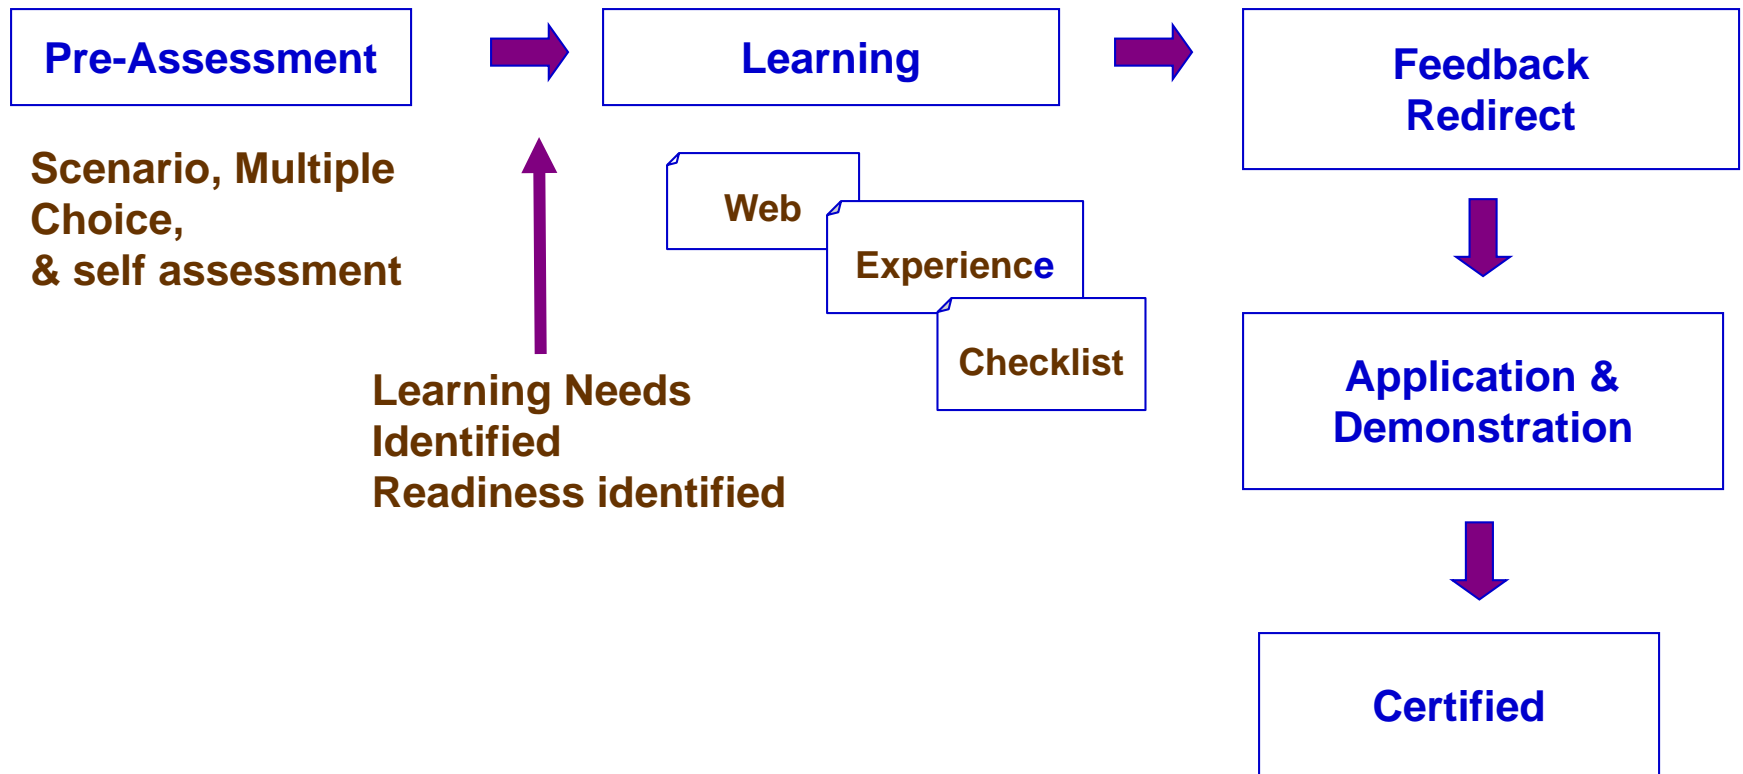 Pre-Assessment
Learning
Feedback
Redirect
Scenario, Multiple
Choice,
& self assessment
Web
Experience
Checklist
Learning Needs
Identified
Readiness identified
Application &
Demonstration
Certified